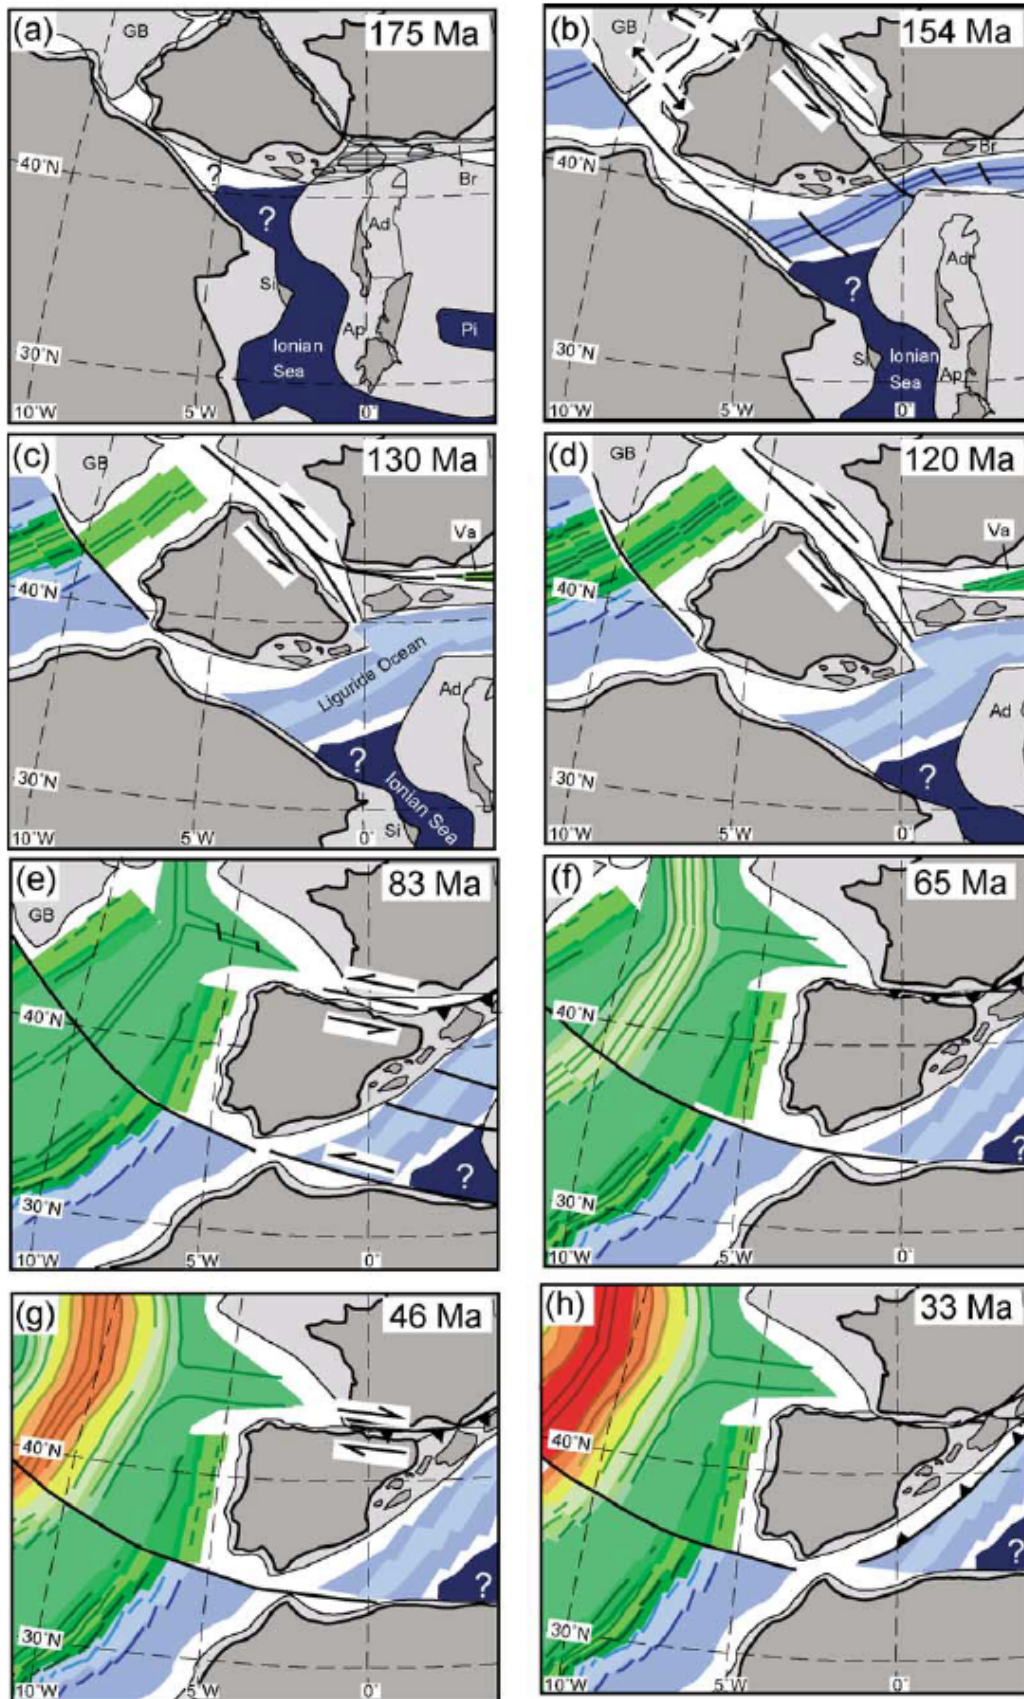 (a)
GB
175 Ma
40˚N
?
?
Br
Ad
Si
Ap
Pi
Ionian
Sea
30˚N
10˚W
5˚W
0˚
(b)
GB
154 Ma
40˚N
Br
?
Ad
Si
Ionian
Sea
Ap
30˚N
10˚W
5˚W
0˚
(c)
GB
130 Ma
Va
40˚N
Liguride Ocean
Ad
?
Ionian Sea
30˚N
Si
10˚W
5˚W
0˚
(d)
GB
120 Ma
Va
40˚N
Ad
?
30˚N
10˚W
5˚W
0˚
(e)
83 Ma
GB
40˚N
?
30˚N
10˚W
5˚W
0˚
(f)
65 Ma
40˚N
?
30˚N
10˚W
5˚W
0˚
(g)
46 Ma
40˚N
?
30˚N
10˚W
5˚W
0˚
(h)
33 Ma
40˚N
?
30˚N
10˚W
5˚W
0˚